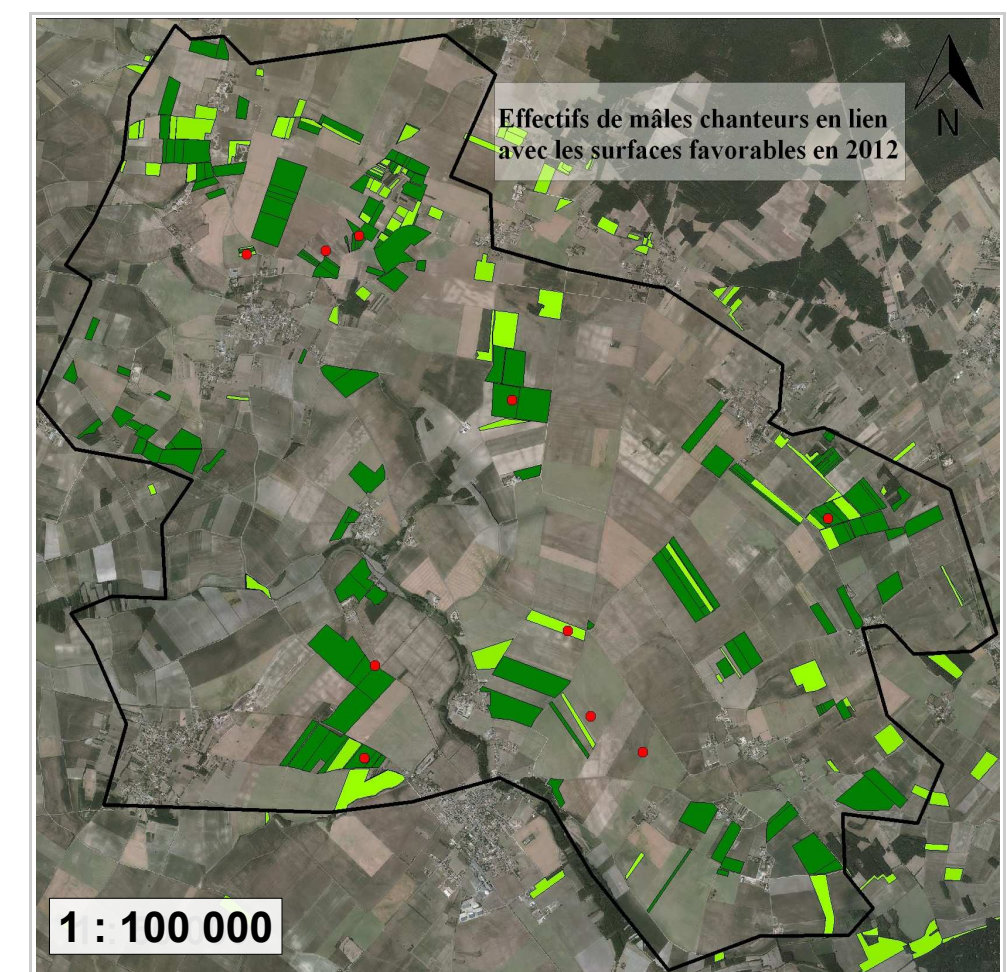 Effectifs de mâles chanteurs en lien
avec les surfaces favorables en 2012
N
1 : 100 000